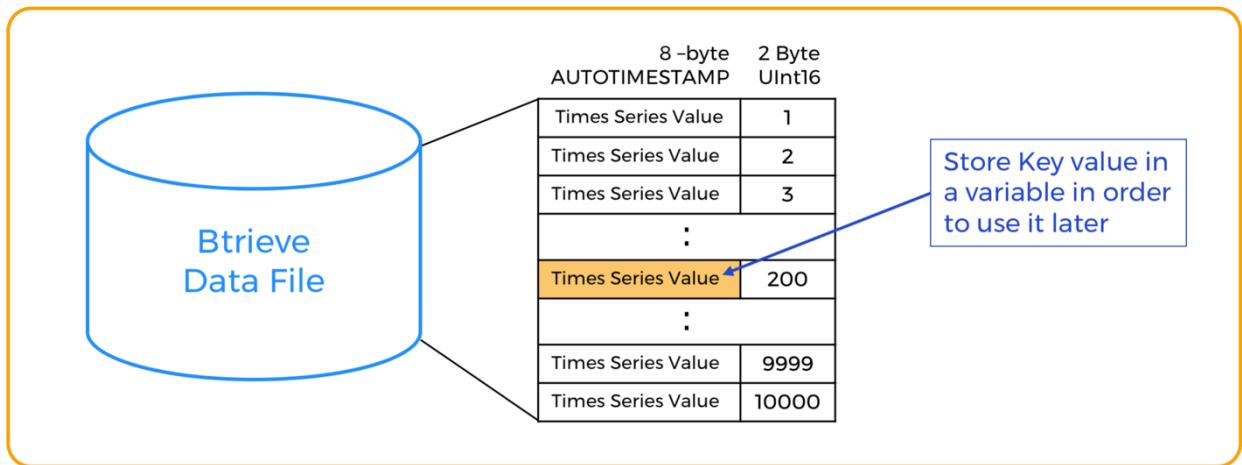 8 –byte 2 Byte
AUTOTIMESTAMP UInt16
Times Series Value 1
Times Series Value 2
Times Series Value 3
:
Times Series Value 200
:
Times Series Value 9999
Times Series Value 10000
Btrieve
Data File
Store Key value in
a variable in order
to use it later